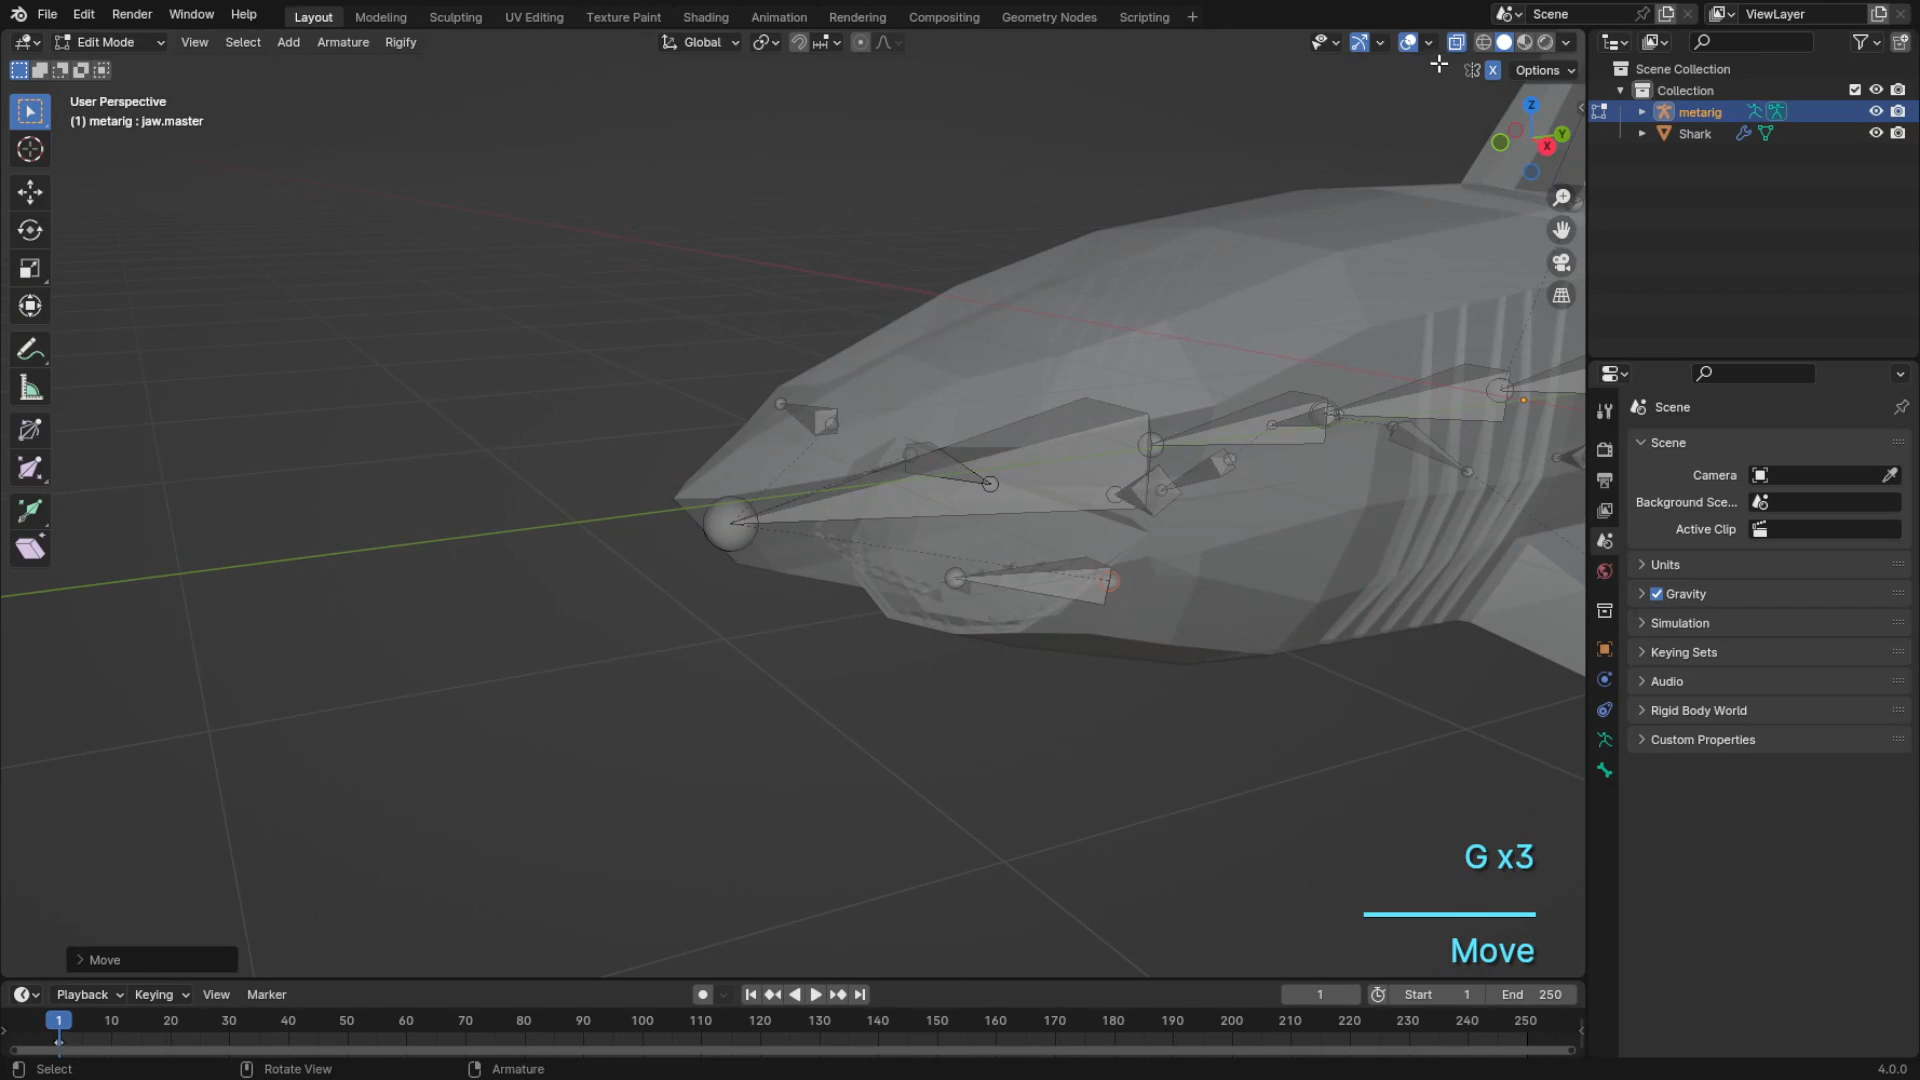 File Edit Render Window Help Layout Modeling Sculpting UV Editing Texture Paint Shading Animation Rendering Compositing Geometry Nodes Scripting + Scene ViewLayer
Edit Mode View Select Add Armature Rigify Global
X Options
User Perspective
(1) metarig : jaw.master
Z
Y
X
Scene Collection
Collection
metarig
Shark
Scene
Scene
Camera
Background Sce...
Active Clip
Units
Gravity
Simulation
Keying Sets
Audio
Rigid Body World
Custom Properties
G x3
Move
Move
Playback Keying View Marker 1 Start 1 End 250
1 10 20 30 40 50 60 70 80 90 100 110 120 130 140 150 160 170 180 190 200 210 220 230 240 250
Select Rotate View Armature 4.0.0